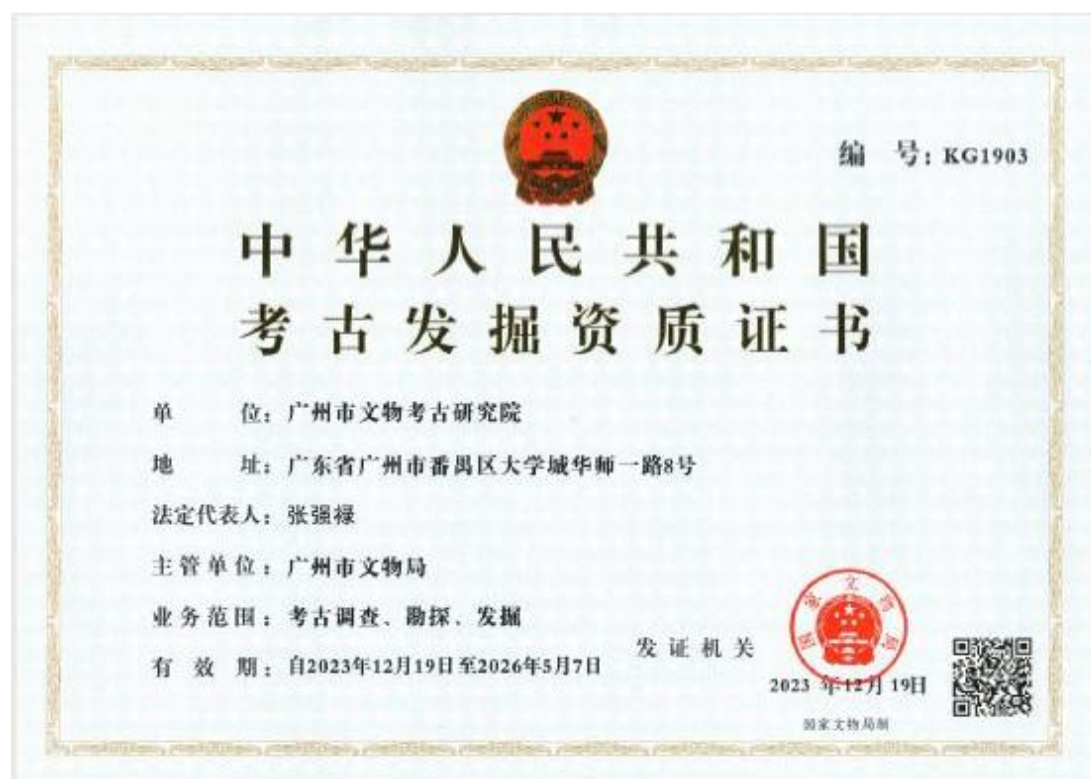 编 号：KG1903
中华人民共和国
考古发掘资质证书
单 位：广州市文物考古研究院
地 址：广东省广州市番禺区大学城华师一路8号
法定代表人：张强禄
主管单位：广州市文物局
业务范围：考古调查、勘探、发掘
有 效 期：自2023年12月19日至2026年5月7日
发证机关
国家文物局
2023 年12月 19日
国家文物局制